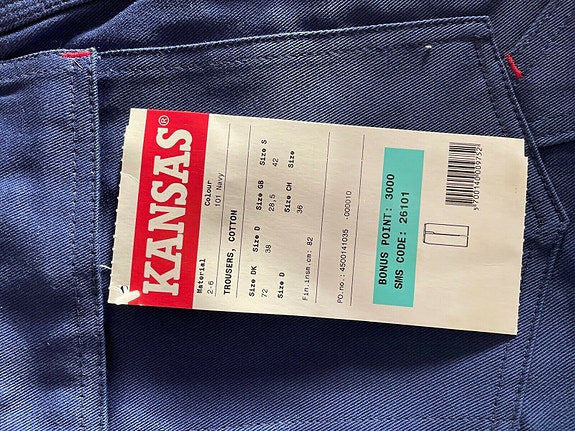 KANSAS®
Material Colour
2-6 101 Navy
TROUSERS, COTTON
Size DK Size D Size GB Size S
72 38 28,5 42
Size D Size CH Size
36
Fin.insm.cm: 82
PO.no.: 4500141035 -000010
BONUS POINT: 3000
SMS CODE: 26101
5700140009752